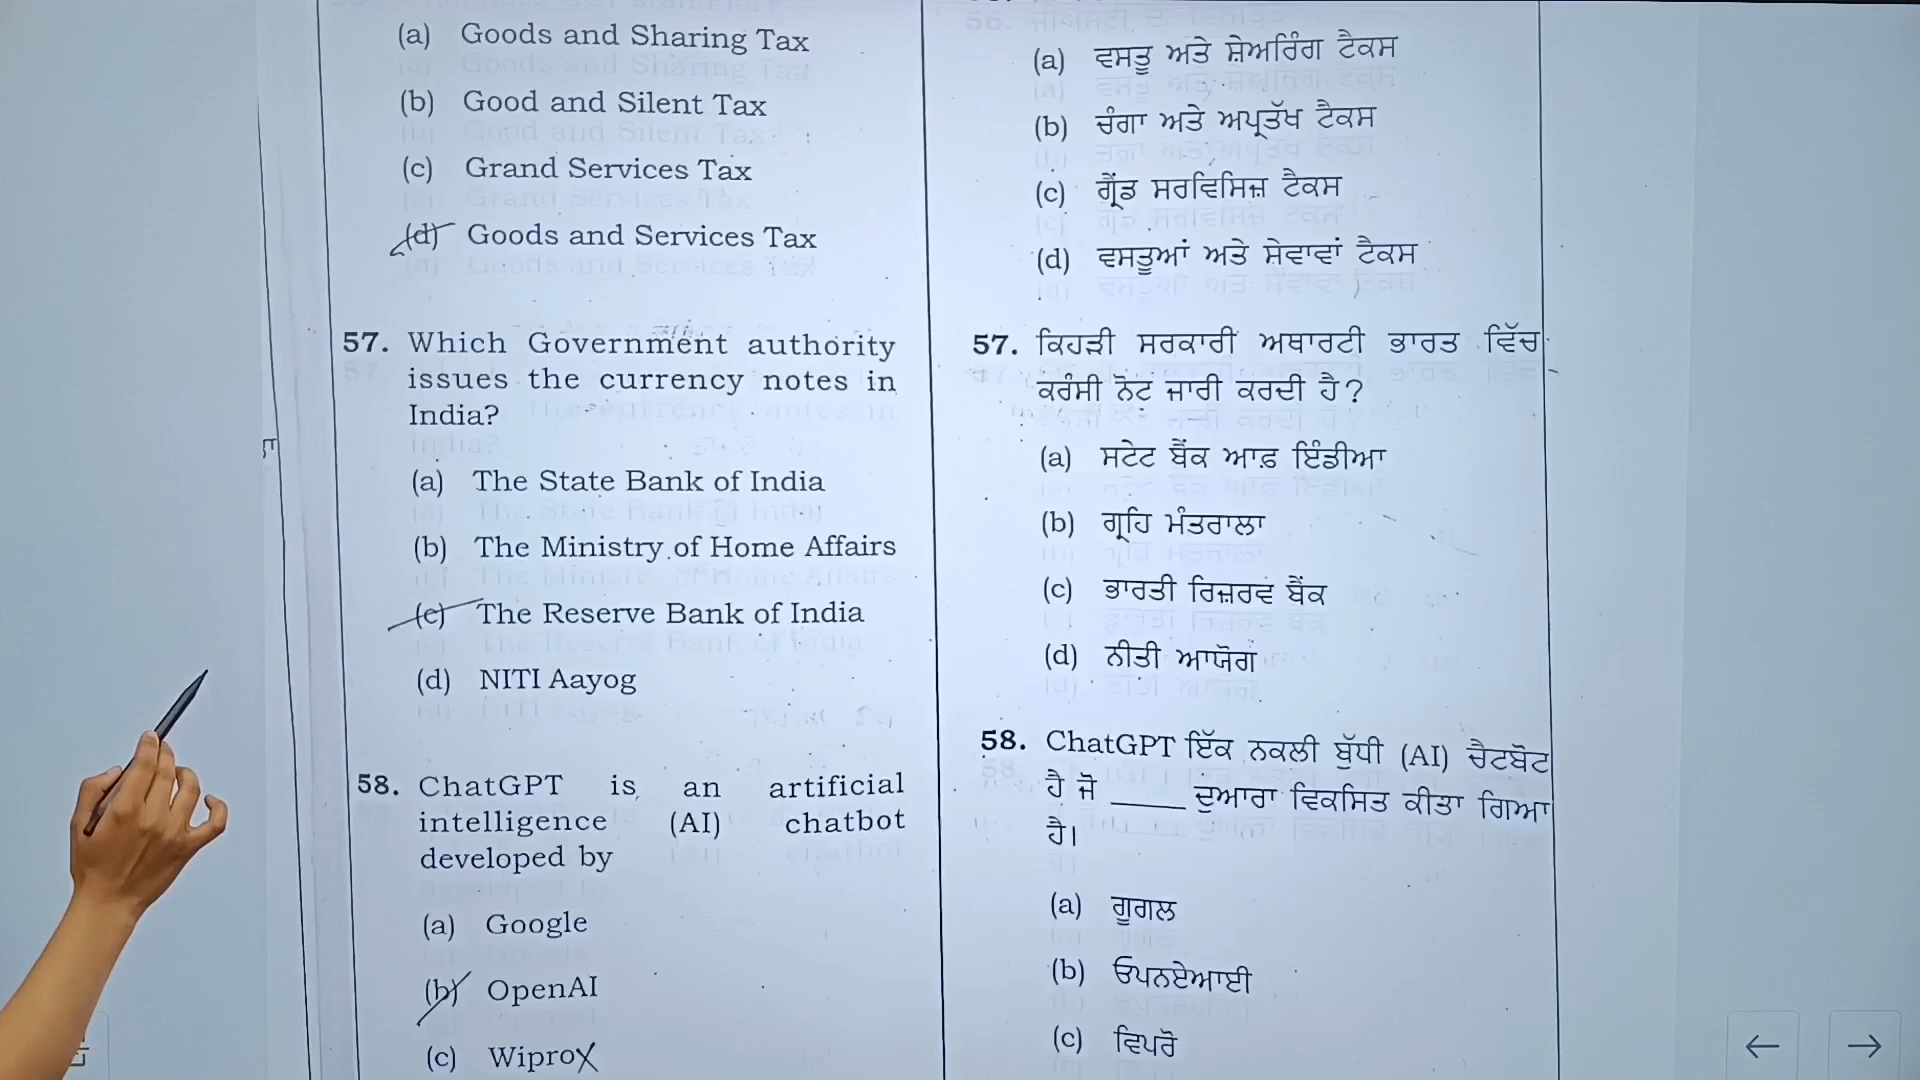 (a) Goods and Sharing Tax
(b) Good and Silent Tax
(c) Grand Services Tax
(d) Goods and Services Tax
57. Which Government authority
issues the currency notes in
India?
(a) The State Bank of India
(b) The Ministry of Home Affairs
(c) The Reserve Bank of India
(d) NITI Aayog
58. ChatGPT is an artificial
intelligence (AI) chatbot
developed by
(a) Google
(b) OpenAI
(c) Wipro
(a) ਵਸਤੂ ਅਤੇ ਸ਼ੇਅਰਿੰਗ ਟੈਕਸ
(b) ਚੰਗਾ ਅਤੇ ਅਪ੍ਰਤੱਖ ਟੈਕਸ
(c) ਗ੍ਰੈਂਡ ਸਰਵਿਸਿਜ਼ ਟੈਕਸ
(d) ਵਸਤੂਆਂ ਅਤੇ ਸੇਵਾਵਾਂ ਟੈਕਸ
57. ਕਿਹੜੀ ਸਰਕਾਰੀ ਅਥਾਰਟੀ ਭਾਰਤ ਵਿੱਚ
ਕਰੰਸੀ ਨੋਟ ਜਾਰੀ ਕਰਦੀ ਹੈ?
(a) ਸਟੇਟ ਬੈਂਕ ਆਫ਼ ਇੰਡੀਆ
(b) ਗ੍ਰਹਿ ਮੰਤਰਾਲਾ
(c) ਭਾਰਤੀ ਰਿਜ਼ਰਵ ਬੈਂਕ
(d) ਨੀਤੀ ਆਯੋਗ
58. ChatGPT ਇੱਕ ਨਕਲੀ ਬੁੱਧੀ (AI) ਚੈਟਬੋਟ
ਹੈ ਜੋ _____ ਦੁਆਰਾ ਵਿਕਸਿਤ ਕੀਤਾ ਗਿਆ
ਹੈ।
(a) ਗੂਗਲ
(b) ਓਪਨਏਆਈ
(c) ਵਿਪਰੋ